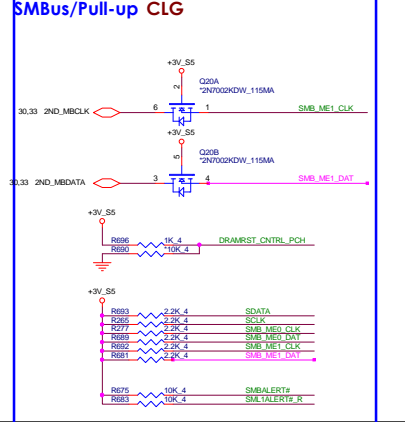 SMBus/Pull-up CLG
+3V_S5
Q20A
*2N7002KDW_115MA
2
30,33 2ND_MBCLK 6 1 SMB_ME1_CLK
+3V_S5
Q20B
*2N7002KDW_115MA
5
30,33 2ND_MBDATA 3 4 SMB_ME1_DAT
+3V_S5
R696 1K_4 DRAMRST_CNTRL_PCH
R690 *10K_4
+3V_S5
R693 2.2K_4 SDATA
R265 2.2K_4 SCLK
R277 2.2K_4 SMB_ME0_CLK
R689 2.2K_4 SMB_ME0_DAT
R692 2.2K_4 SMB_ME1_CLK
R681 2.2K_4 SMB_ME1_DAT
R675 10K_4 SMBALERT#
R683 10K_4 SML1ALERT#_R